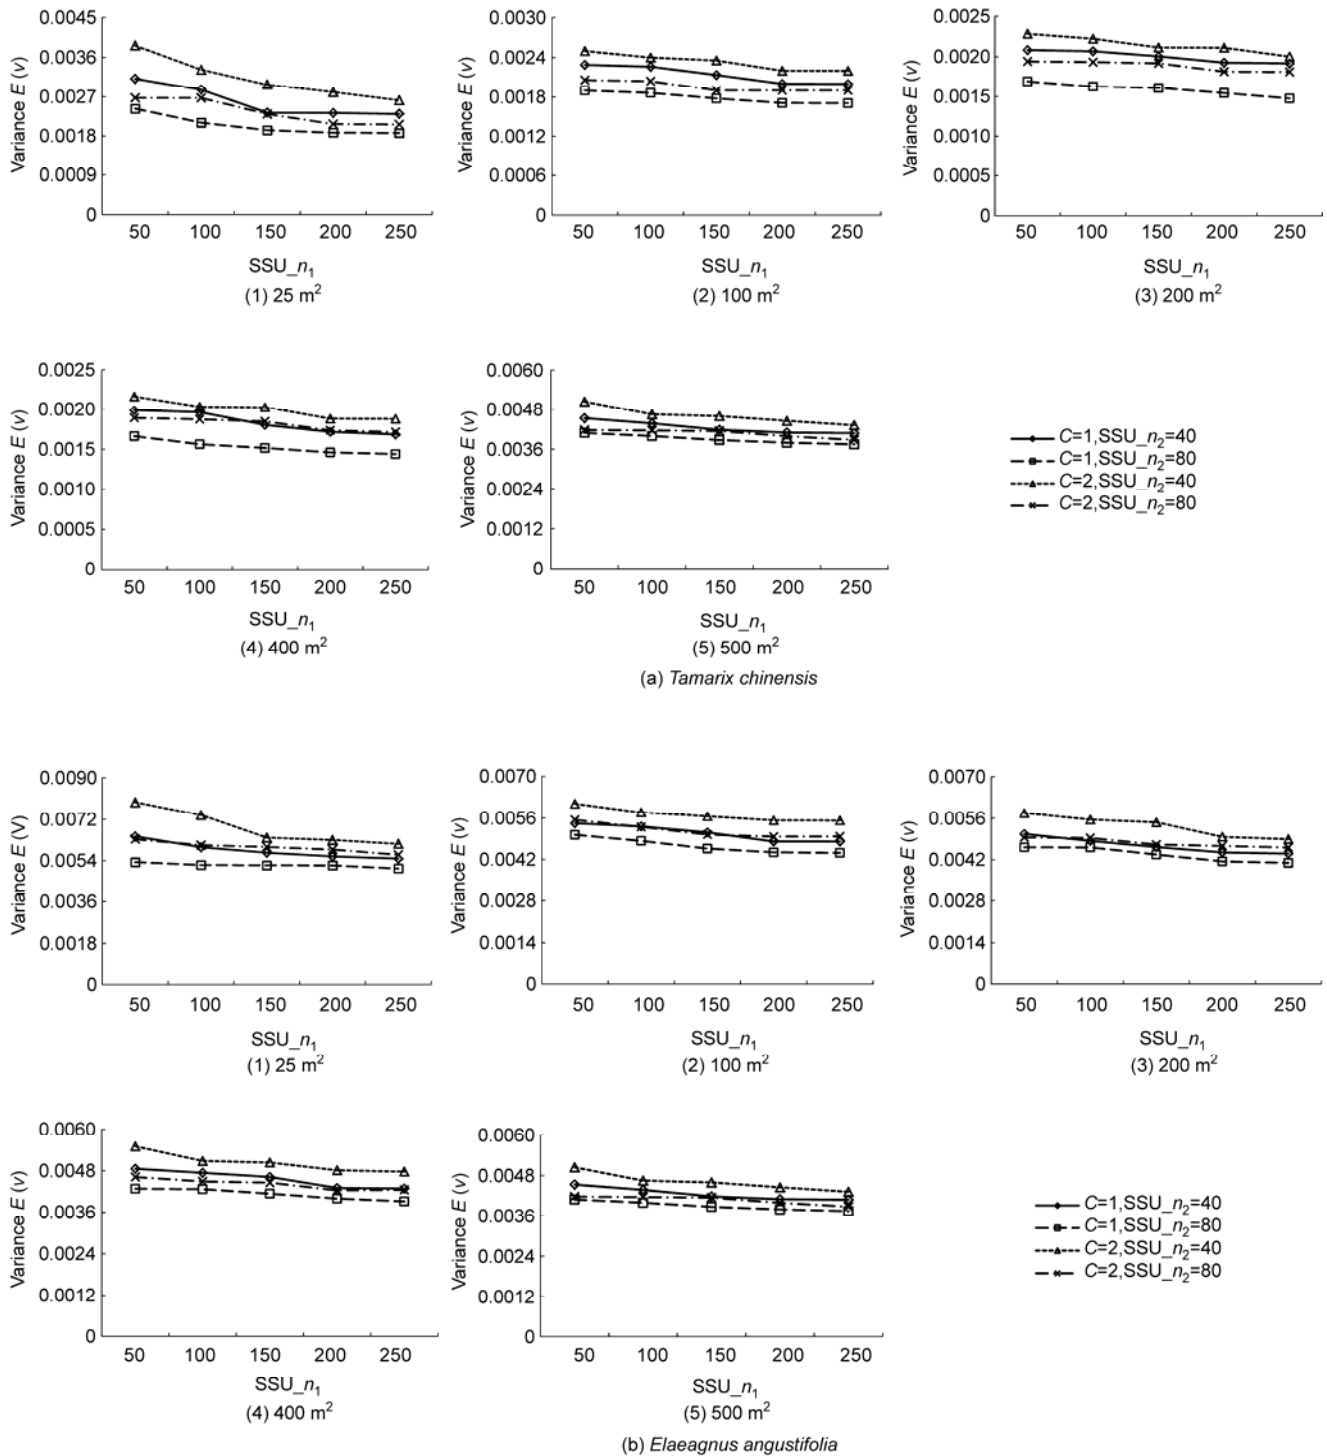 Variance E (v)
0.0045
0.0036
0.0027
0.0018
0.0009
0
50 100 150 200 250
SSU_n1
(1) 25 m2
Variance E (v)
0.0030
0.0024
0.0018
0.0012
0.0006
0
50 100 150 200 250
SSU_n1
(2) 100 m2
Variance E (v)
0.0025
0.0020
0.0015
0.0010
0.0005
0
50 100 150 200 250
SSU_n1
(3) 200 m2
Variance E (v)
0.0025
0.0020
0.0015
0.0010
0.0005
0
50 100 150 200 250
SSU_n1
(4) 400 m2
Variance E (v)
0.0060
0.0048
0.0036
0.0024
0.0012
0
50 100 150 200 250
SSU_n1
(5) 500 m2
C=1,SSU_n2=40
C=1,SSU_n2=80
C=2,SSU_n2=40
C=2,SSU_n2=80
(a) Tamarix chinensis
Variance E (V)
0.0090
0.0072
0.0054
0.0036
0.0018
0
50 100 150 200 250
SSU_n1
(1) 25 m2
Variance E (v)
0.0070
0.0056
0.0042
0.0028
0.0014
0
50 100 150 200 250
SSU_n1
(2) 100 m2
Variance E (v)
0.0070
0.0056
0.0042
0.0028
0.0014
0
50 100 150 200 250
SSU_n1
(3) 200 m2
Variance E (v)
0.0060
0.0048
0.0036
0.0024
0.0012
0
50 100 150 200 250
SSU_n1
(4) 400 m2
Variance E (v)
0.0060
0.0048
0.0036
0.0024
0.0012
0
50 100 150 200 250
SSU_n1
(5) 500 m2
C=1,SSU_n2=40
C=1,SSU_n2=80
C=2,SSU_n2=40
C=2,SSU_n2=80
(b) Elaeagnus angustifolia